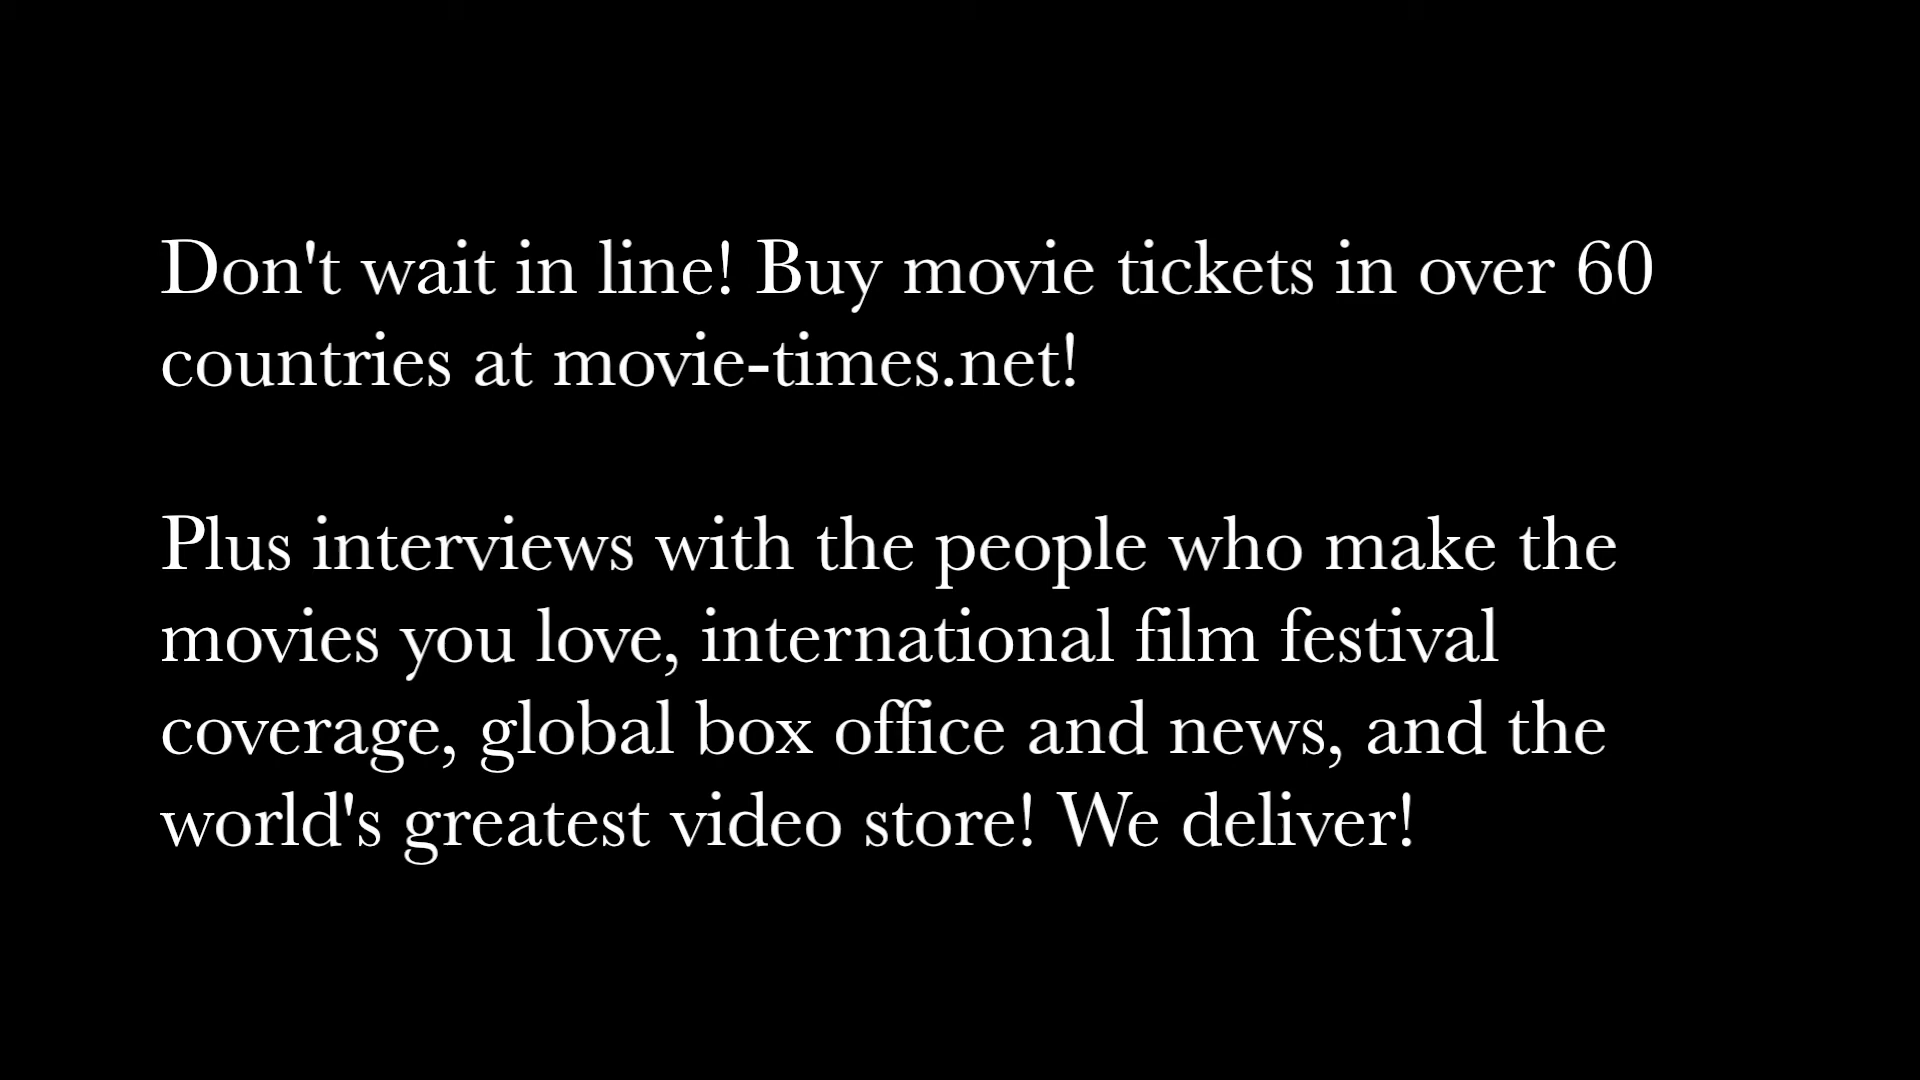 Don't wait in line! Buy movie tickets in over 60
countries at movie-times.net!
Plus interviews with the people who make the
movies you love, international film festival
coverage, global box office and news, and the
world's greatest video store! We deliver!